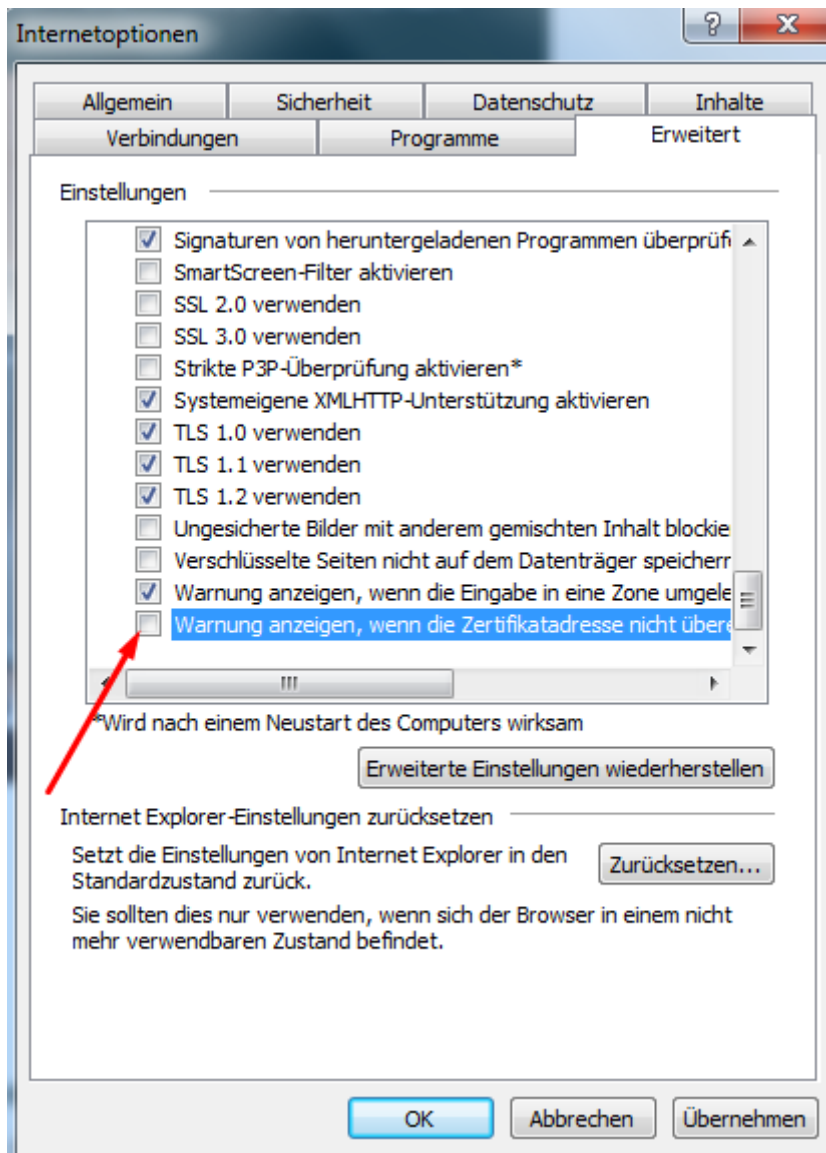 Internetoptionen
Allgemein
Sicherheit
Datenschutz
Inhalte
Verbindungen
Programme
Erweitert
Einstellungen
Signaturen von heruntergeladenen Programmen überprüf
SmartScreen-Filter aktivieren
SSL 2.0 verwenden
SSL 3.0 verwenden
Strikte P3P-Überprüfung aktivieren*
Systemeigene XMLHTTP-Unterstützung aktivieren
TLS 1.0 verwenden
TLS 1.1 verwenden
TLS 1.2 verwenden
Ungesicherte Bilder mit anderem gemischten Inhalt blockie
Verschlüsselte Seiten nicht auf dem Datenträger speichern
Warnung anzeigen, wenn die Eingabe in eine Zone umgele
Warnung anzeigen, wenn die Zertifikatadresse nicht übere
*Wird nach einem Neustart des Computers wirksam
Erweiterte Einstellungen wiederherstellen
Internet Explorer-Einstellungen zurücksetzen
Setzt die Einstellungen von Internet Explorer in den
Standardzustand zurück.
Zurücksetzen...
Sie sollten dies nur verwenden, wenn sich der Browser in einem nicht
mehr verwendbaren Zustand befindet.
OK
Abbrechen
Übernehmen